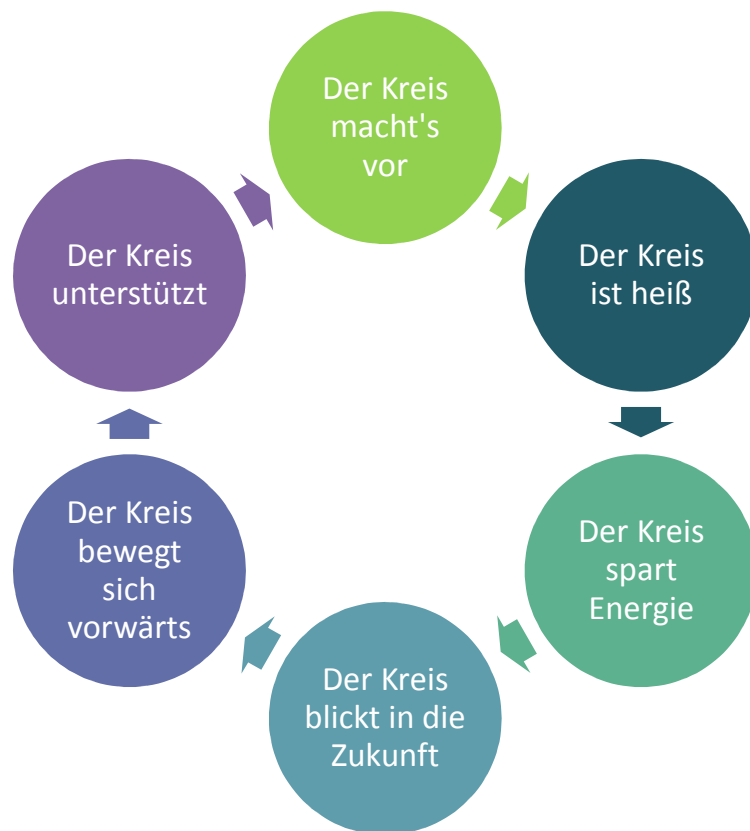 Der Kreis
macht's
vor
Der Kreis
ist heiß
Der Kreis
spart
Energie
Der Kreis
blickt in die
Zukunft
Der Kreis
bewegt
sich
vorwärts
Der Kreis
unterstützt